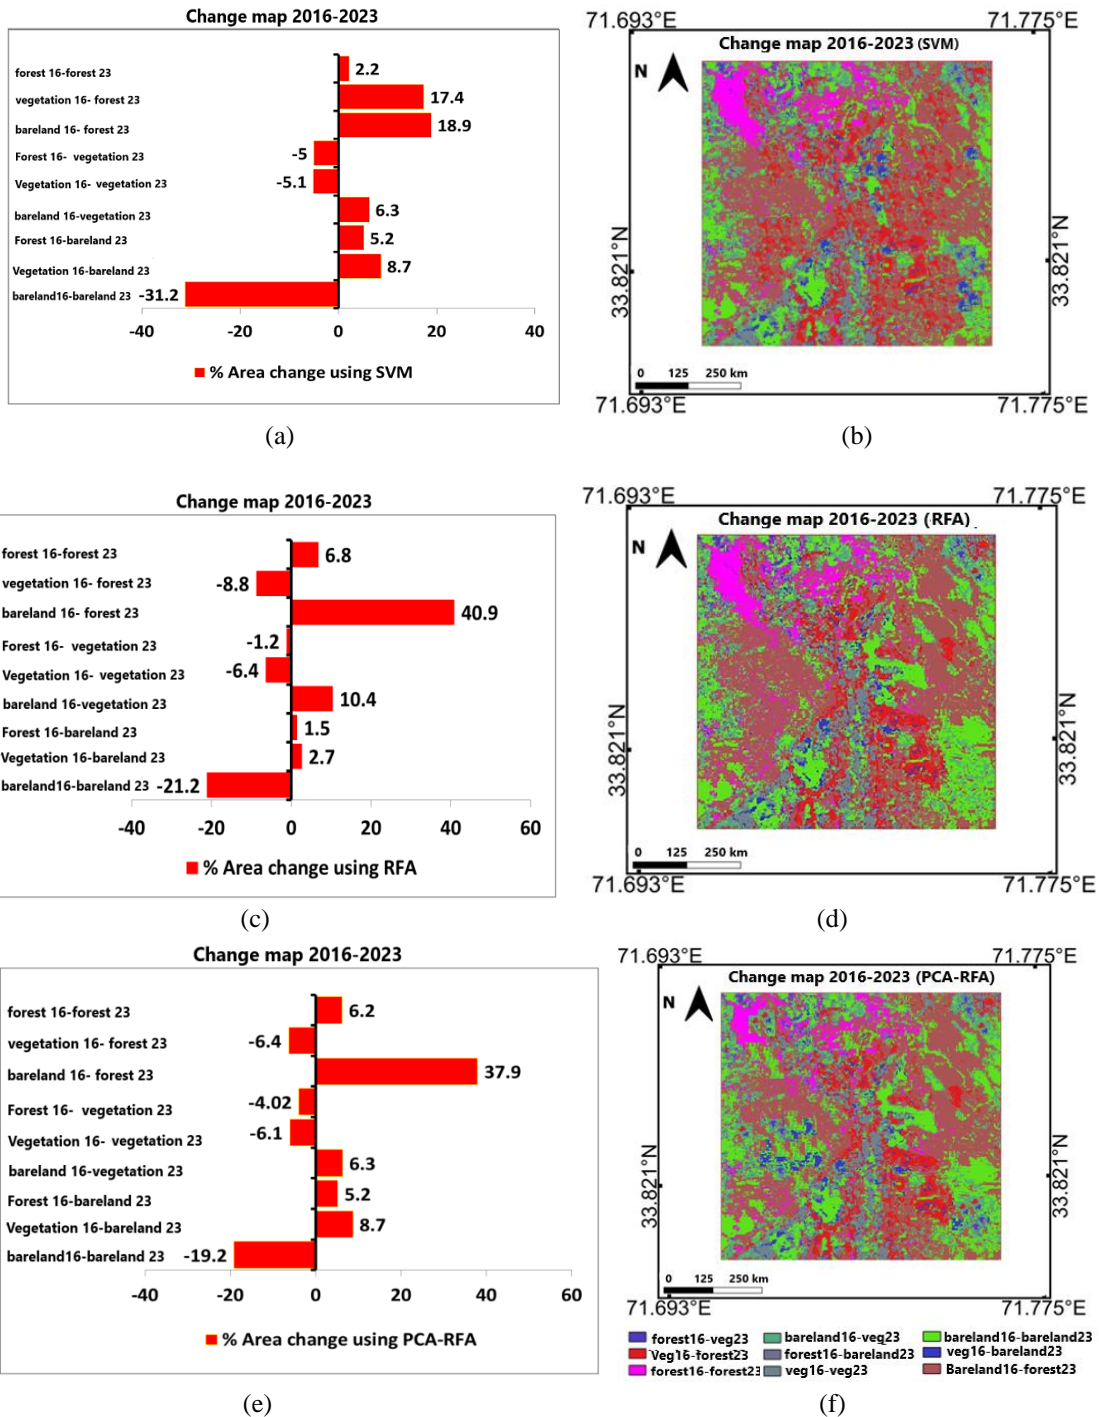 Change map 2016-2023
forest 16-forest 23
2.2
vegetation 16- forest 23
17.4
bareland 16- forest 23
18.9
Forest 16- vegetation 23
-5
Vegetation 16- vegetation 23
-5.1
bareland 16-vegetation 23
6.3
Forest 16-bareland 23
5.2
Vegetation 16-bareland 23
8.7
bareland16-bareland 23
-31.2
-40
-20
0
20
40
% Area change using SVM
(a)
71.693°E
71.775°E
Change map 2016-2023 (SVM)
N
33.821°N
33.821°N
0 125 250 km
71.693°E
71.775°E
(b)
Change map 2016-2023
forest 16-forest 23
6.8
vegetation 16- forest 23
-8.8
bareland 16- forest 23
40.9
Forest 16- vegetation 23
-1.2
Vegetation 16- vegetation 23
-6.4
bareland 16-vegetation 23
10.4
Forest 16-bareland 23
1.5
Vegetation 16-bareland 23
2.7
bareland16-bareland 23
-21.2
-40
-20
0
20
40
60
% Area change using RFA
(c)
71.693°E
71.775°E
Change map 2016-2023 (RFA)
N
33.821°N
33.821°N
0 125 250 km
71.693°E
71.775°E
(d)
Change map 2016-2023
forest 16-forest 23
6.2
vegetation 16- forest 23
-6.4
bareland 16- forest 23
37.9
Forest 16- vegetation 23
-4.02
Vegetation 16- vegetation 23
-6.1
bareland 16-vegetation 23
6.3
Forest 16-bareland 23
5.2
Vegetation 16-bareland 23
8.7
bareland16-bareland 23
-19.2
-40
-20
0
20
40
60
% Area change using PCA-RFA
(e)
71.693°E
71.775°E
Change map 2016-2023 (PCA-RFA)
N
33.821°N
33.821°N
0 125 250 km
71.693°E
71.775°E
forest16-veg23
bareland16-veg23
bareland16-bareland23
Veg16-forest23
forest16-bareland23
veg16-bareland23
forest16-forest23
veg16-veg23
Bareland16-forest23
(f)